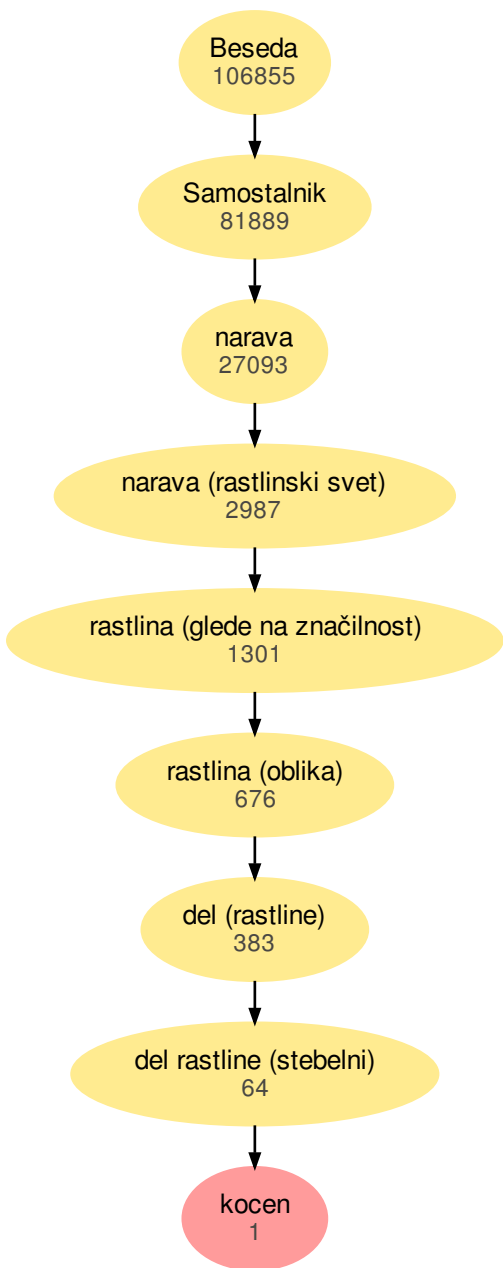 Beseda
106855
Samostalnik
81889
narava
27093
narava (rastlinski svet)
2987
rastlina (glede na značilnost)
1301
rastlina (oblika)
676
del (rastline)
383
del rastline (stebelni)
64
kocen
1